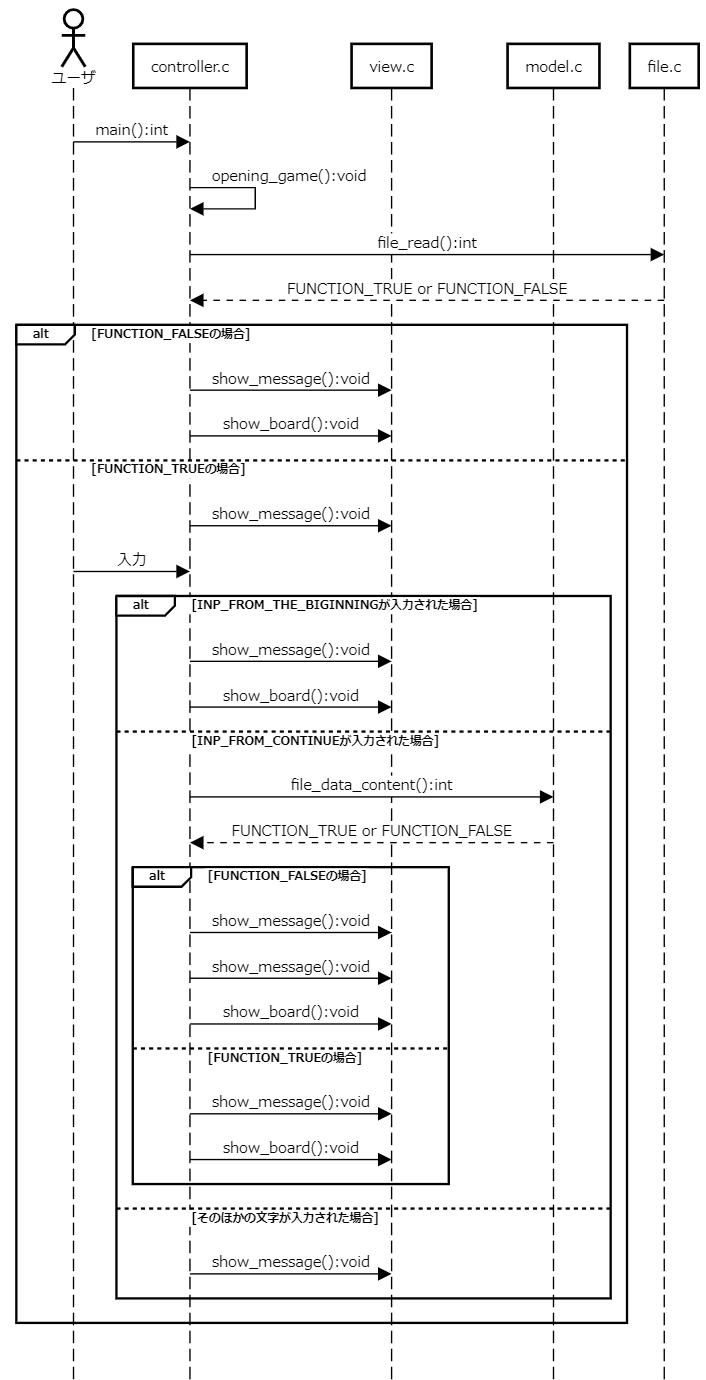 ユーザ
controller.c
view.c
model.c
file.c
main():int
opening_game():void
file_read():int
FUNCTION_TRUE or FUNCTION_FALSE
alt
[FUNCTION_FALSEの場合]
show_message():void
show_board():void
[FUNCTION_TRUEの場合]
show_message():void
入力
alt
[INP_FROM_THE_BIGINNINGが入力された場合]
show_message():void
show_board():void
[INP_FROM_CONTINUEが入力された場合]
file_data_content():int
FUNCTION_TRUE or FUNCTION_FALSE
alt
[FUNCTION_FALSEの場合]
show_message():void
show_message():void
show_board():void
[FUNCTION_TRUEの場合]
show_message():void
show_board():void
[そのほかの文字が入力された場合]
show_message():void